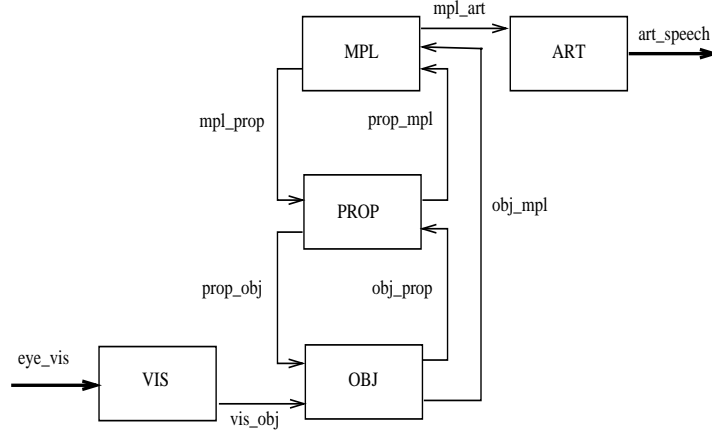 mpl_art
art_speech
MPL
ART
mpl_prop
prop_mpl
PROP
obj_mpl
prop_obj
obj_prop
eye_vis
VIS
OBJ
vis_obj